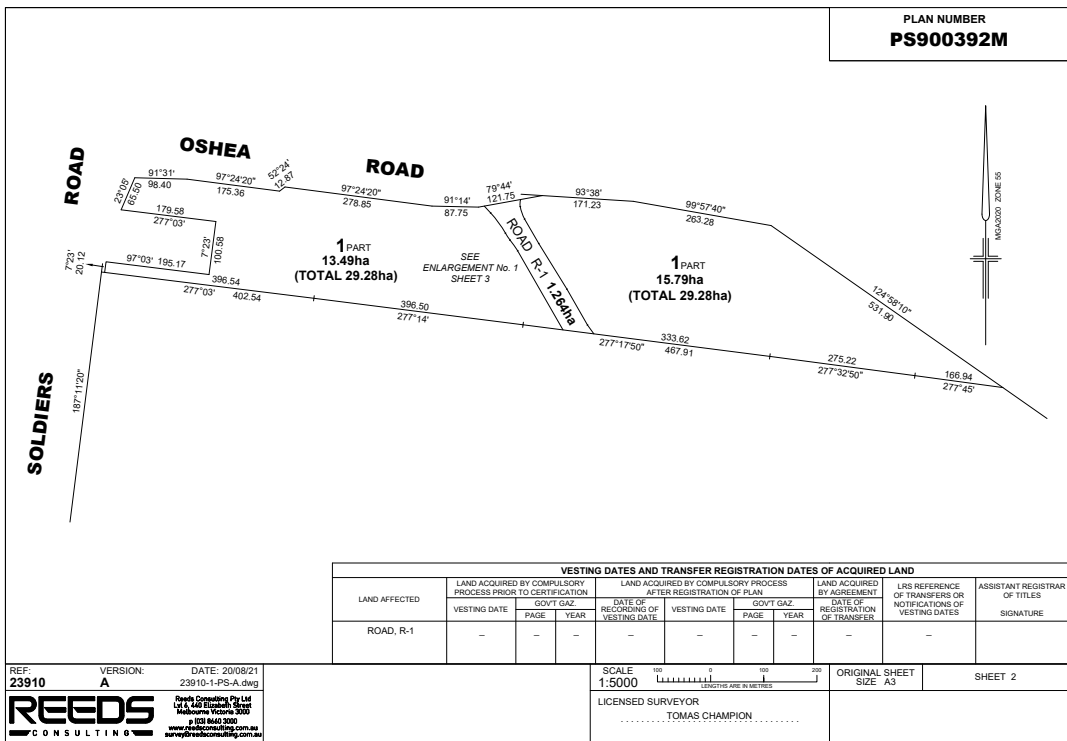 PLAN NUMBER
PS900392M
ROAD
OSHEA
ROAD
91°31'
98.40
97°24'20"
175.36
52°24'
12.87
97°24'20"
278.85
91°14'
87.75
79°44'
121.75
93°38'
171.23
99°57'40"
263.28
23°05'
65.50
179.58
277°03'
7°23'
100.58
97°03' 195.17
7°23'
20.12
396.54
277°03' 402.54
1 PART
13.49ha
(TOTAL 29.28ha)
SEE
ENLARGEMENT No. 1
SHEET 3
ROAD R-1 1.264ha
1 PART
15.79ha
(TOTAL 29.28ha)
124°58'10"
531.90
396.50
277°14'
333.62
277°17'50" 467.91
275.22
277°32'50"
166.94
277°45'
187°11'20"
SOLDIERS
MGA2020 ZONE 55
VESTING DATES AND TRANSFER REGISTRATION DATES OF ACQUIRED LAND
LAND AFFECTED
LAND ACQUIRED BY COMPULSORY
PROCESS PRIOR TO CERTIFICATION
LAND ACQUIRED BY COMPULSORY PROCESS
AFTER REGISTRATION OF PLAN
LAND ACQUIRED
BY AGREEMENT
LRS REFERENCE
OF TRANSFERS OR
NOTIFICATIONS OF
VESTING DATES
ASSISTANT REGISTRAR
OF TITLES
SIGNATURE
VESTING DATE
GOV'T GAZ.
PAGE YEAR
DATE OF
RECORDING OF
VESTING DATE
VESTING DATE
GOV'T GAZ.
PAGE YEAR
DATE OF
REGISTRATION
OF TRANSFER
ROAD, R-1 – – – – – – – – –
REF:
23910
VERSION:
A
DATE: 20/08/21
23910-1-PS-A.dwg
REEDS
CONSULTING
Reeds Consulting Pty Ltd
Lvl 6, 440 Elizabeth Street
Melbourne Victoria 3000
p (03) 8660 3000
www.reedsconsulting.com.au
survey@reedsconsulting.com.au
SCALE
1:5000
100 0 100 200
LENGTHS ARE IN METRES
ORIGINAL SHEET
SIZE A3
SHEET 2
LICENSED SURVEYOR
TOMAS CHAMPION